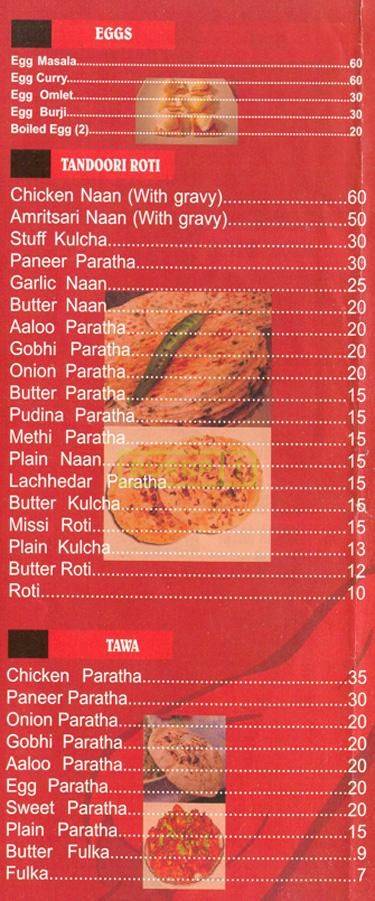 EGGS
Egg Masala....................60
Egg Curry....................60
Egg Omlet....................30
Egg Burji....................30
Boiled Egg (2)....................20
TANDOORI ROTI
Chicken Naan (With gravy)....................60
Amritsari Naan (With gravy)....................50
Stuff Kulcha....................30
Paneer Paratha....................30
Garlic Naan....................25
Butter Naan....................20
Aaloo Paratha....................20
Gobhi Paratha....................20
Onion Paratha....................20
Butter Paratha....................15
Pudina Paratha....................15
Methi Paratha....................15
Plain Naan....................15
Lachhedar Paratha....................15
Butter Kulcha....................16
Missi Roti....................15
Plain Kulcha....................13
Butter Roti....................12
Roti....................10
TAWA
Chicken Paratha....................35
Paneer Paratha....................30
Onion Paratha....................20
Gobhi Paratha....................20
Aaloo Paratha....................20
Egg Paratha....................20
Sweet Paratha....................20
Plain Paratha....................15
Butter Fulka....................9
Fulka....................7